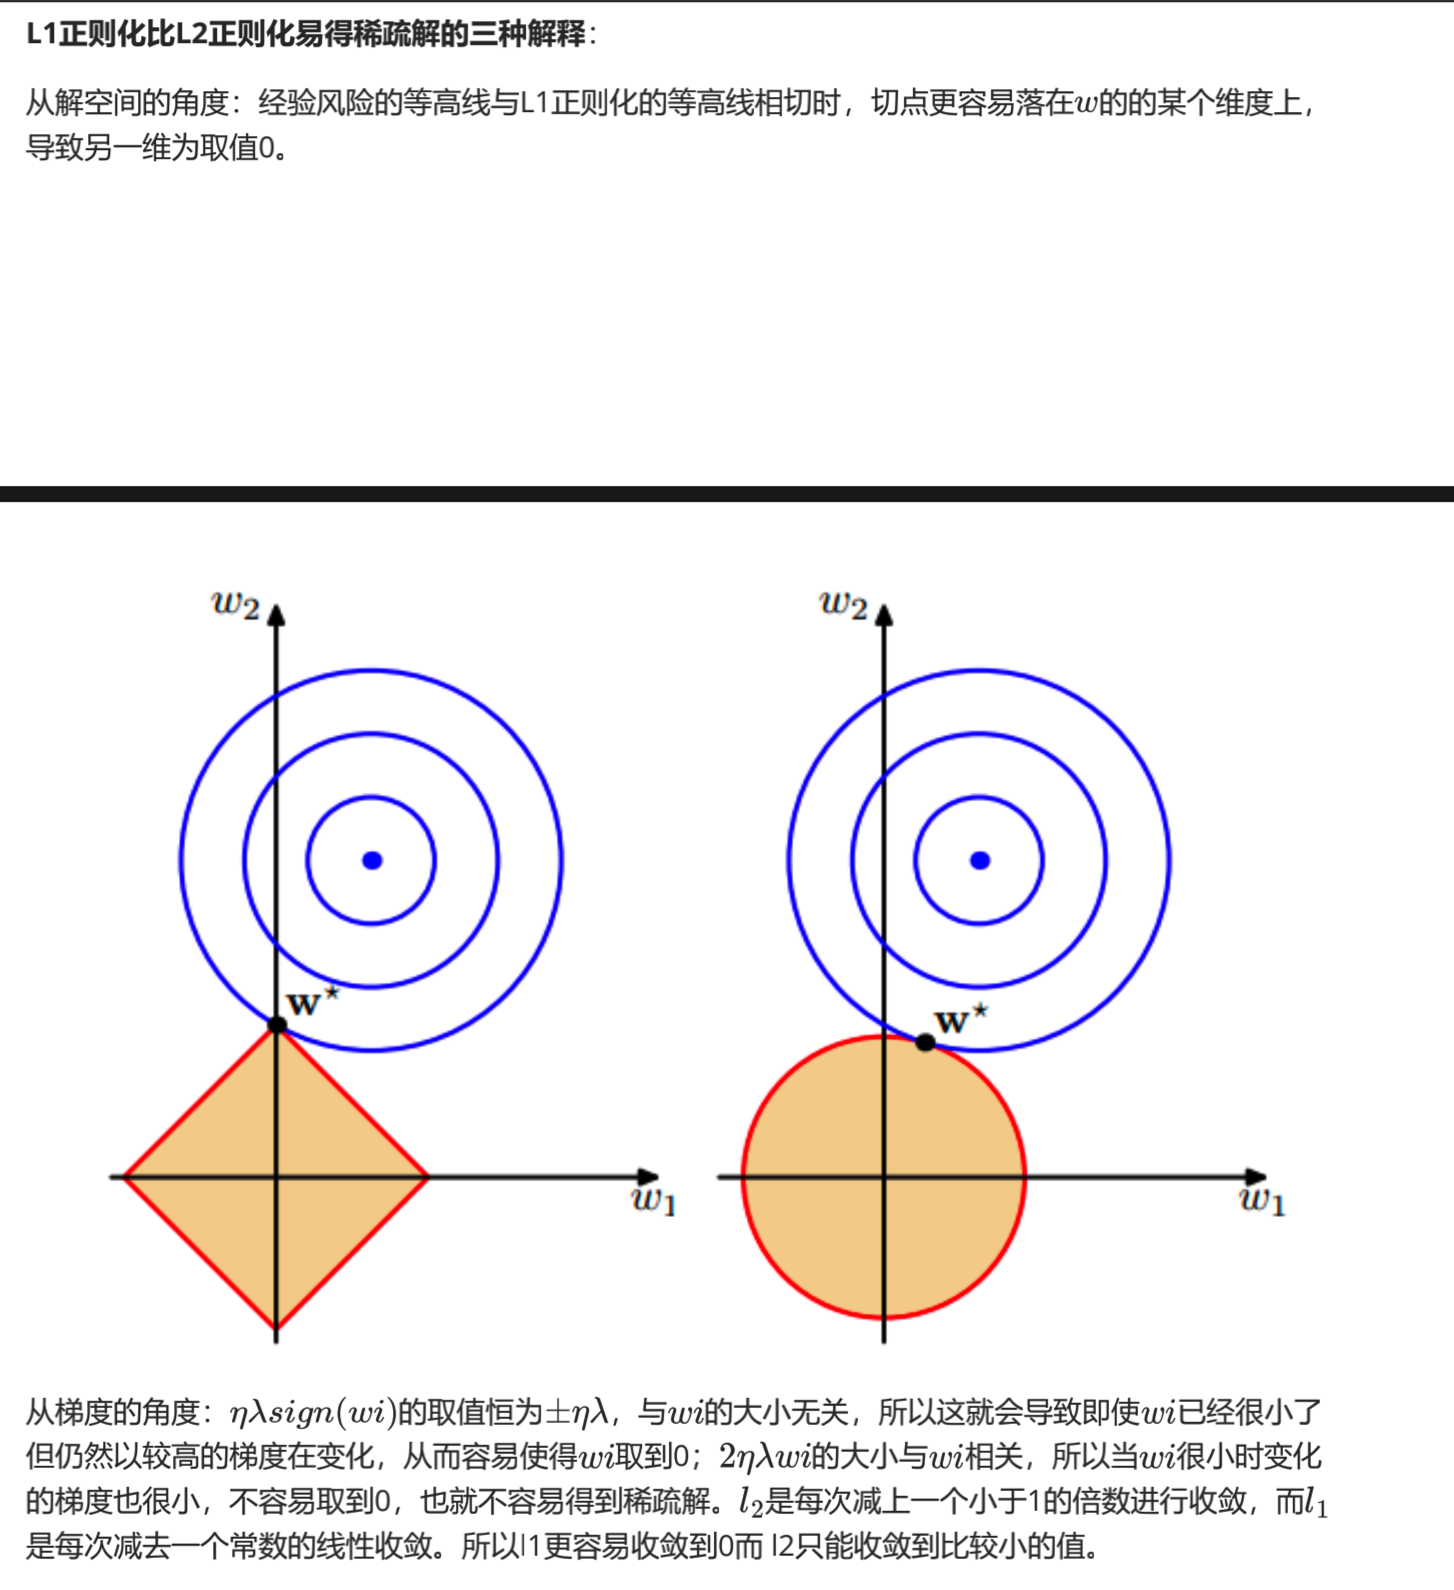 L1正则化比L2正则化易得稀疏解的三种解释：
从解空间的角度：经验风险的等高线与L1正则化的等高线相切时，切点更容易落在w的的某个维度上，
导致另一维为取值0。
w2
w2
w*
w*
w1
w1
从梯度的角度：ηλsign(wi)的取值恒为±ηλ，与wi的大小无关，所以这就会导致即使wi已经很小了
但仍然以较高的梯度在变化，从而容易使得wi取到0；2ηλwi的大小与wi相关，所以当wi很小时变化
的梯度也很小，不容易取到0，也就不容易得到稀疏解。l2是每次减上一个小于1的倍数进行收敛，而l1
是每次减去一个常数的线性收敛。所以l1更容易收敛到0而 l2只能收敛到比较小的值。